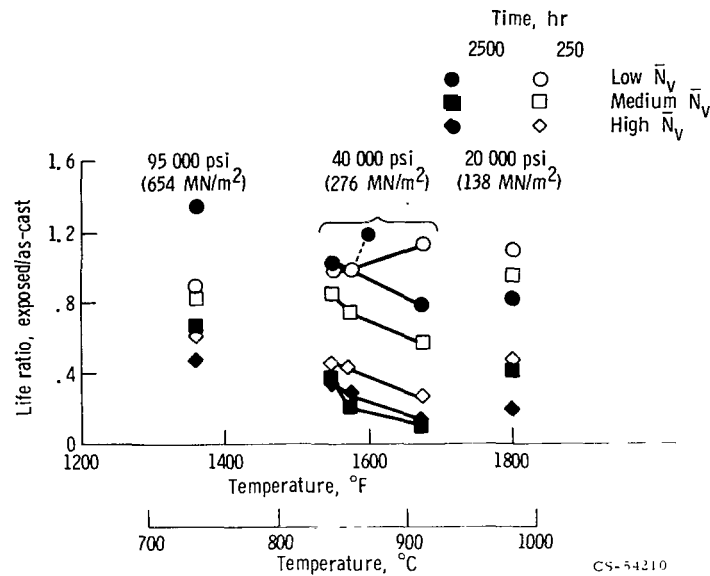 Time, hr
2500 250
Low N̄v
Medium N̄v
High N̄v
95 000 psi
(654 MN/m²)
40 000 psi
(276 MN/m²)
20 000 psi
(138 MN/m²)
Life ratio, exposed/as-cast
1.6
1.2
.8
.4
0
1200 1400 1600 1800
Temperature, °F
700 800 900 1000
Temperature, °C
CS-54210